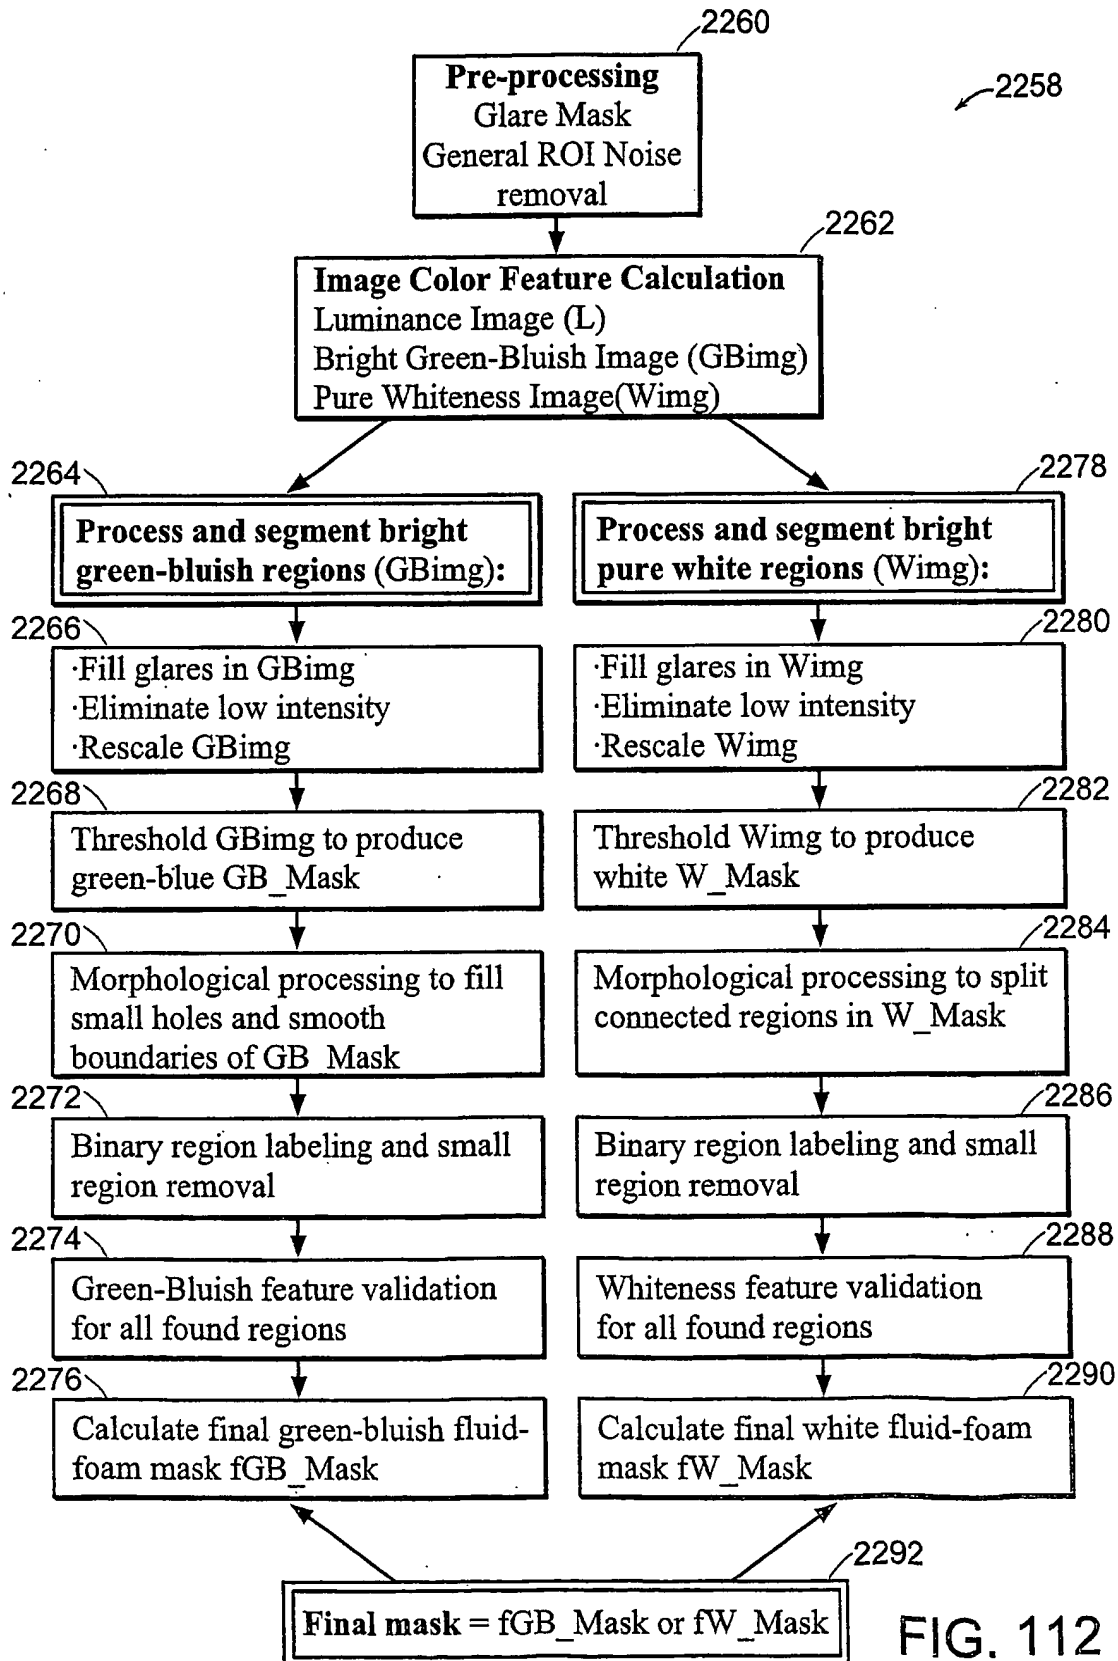 2260
2258
Pre-processing
Glare Mask
General ROI Noise
removal
2262
Image Color Feature Calculation
Luminance Image (L)
Bright Green-Bluish Image (GBimg)
Pure Whiteness Image(Wimg)
2264
Process and segment bright
green-bluish regions (GBimg):
2266
·Fill glares in GBimg
·Eliminate low intensity
·Rescale GBimg
2268
Threshold GBimg to produce
green-blue GB_Mask
2270
Morphological processing to fill
small holes and smooth
boundaries of GB_Mask
2272
Binary region labeling and small
region removal
2274
Green-Bluish feature validation
for all found regions
2276
Calculate final green-bluish fluid-
foam mask fGB_Mask
2278
Process and segment bright
pure white regions (Wimg):
2280
·Fill glares in Wimg
·Eliminate low intensity
·Rescale Wimg
2282
Threshold Wimg to produce
white W_Mask
2284
Morphological processing to split
connected regions in W_Mask
2286
Binary region labeling and small
region removal
2288
Whiteness feature validation
for all found regions
2290
Calculate final white fluid-foam
mask fW_Mask
2292
Final mask = fGB_Mask or fW_Mask
FIG. 112